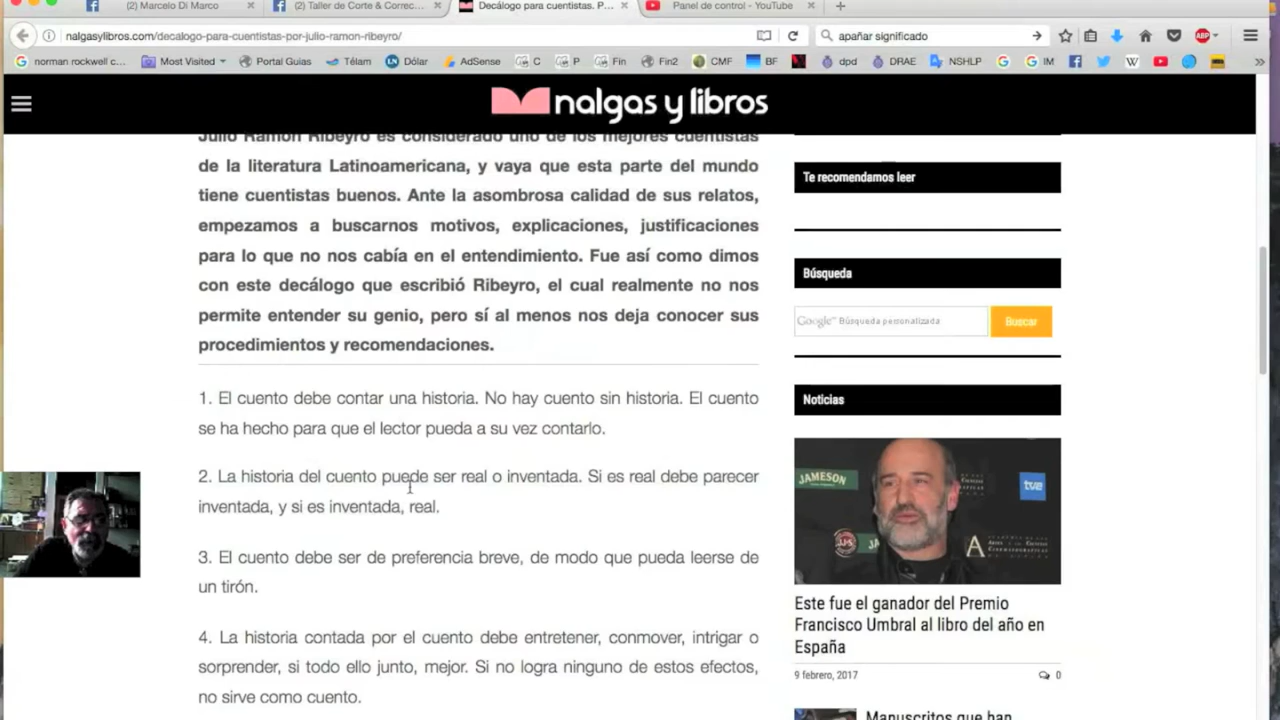 (1) Marcelo Di Marco
(2) Taller de Corte & Correc...
Decálogo para cuentistas. P...
Panel de control - YouTube
nalgasylibros.com/decalogo-para-cuentistas-por-julio-ramon-ribeyro/
apañar significado
ABP
norman rockwell c...
Most Visited
Portal Guias
Télam
Dólar
AdSense
C
P
Fin
Fin2
CMF
BF
dpd
DRAE
NSHLP
IM
nalgas y libros
Julio Ramón Ribeyro es considerado uno de los mejores cuentistas
de la literatura Latinoamericana, y vaya que esta parte del mundo
tiene cuentistas buenos. Ante la asombrosa calidad de sus relatos,
empezamos a buscarnos motivos, explicaciones, justificaciones
para lo que no nos cabía en el entendimiento. Fue así como dimos
con este decálogo que escribió Ribeyro, el cual realmente no nos
permite entender su genio, pero sí al menos nos deja conocer sus
procedimientos y recomendaciones.
1. El cuento debe contar una historia. No hay cuento sin historia. El cuento
se ha hecho para que el lector pueda a su vez contarlo.
2. La historia del cuento puede ser real o inventada. Si es real debe parecer
inventada, y si es inventada, real.
3. El cuento debe ser de preferencia breve, de modo que pueda leerse de
un tirón.
4. La historia contada por el cuento debe entretener, conmover, intrigar o
sorprender, si todo ello junto, mejor. Si no logra ninguno de estos efectos,
no sirve como cuento.
Te recomendamos leer
Búsqueda
Google Búsqueda personalizada
Buscar
Noticias
JAMESON
tve
Este fue el ganador del Premio
Francisco Umbral al libro del año en
España
9 febrero, 2017
0
Manuscritos que han